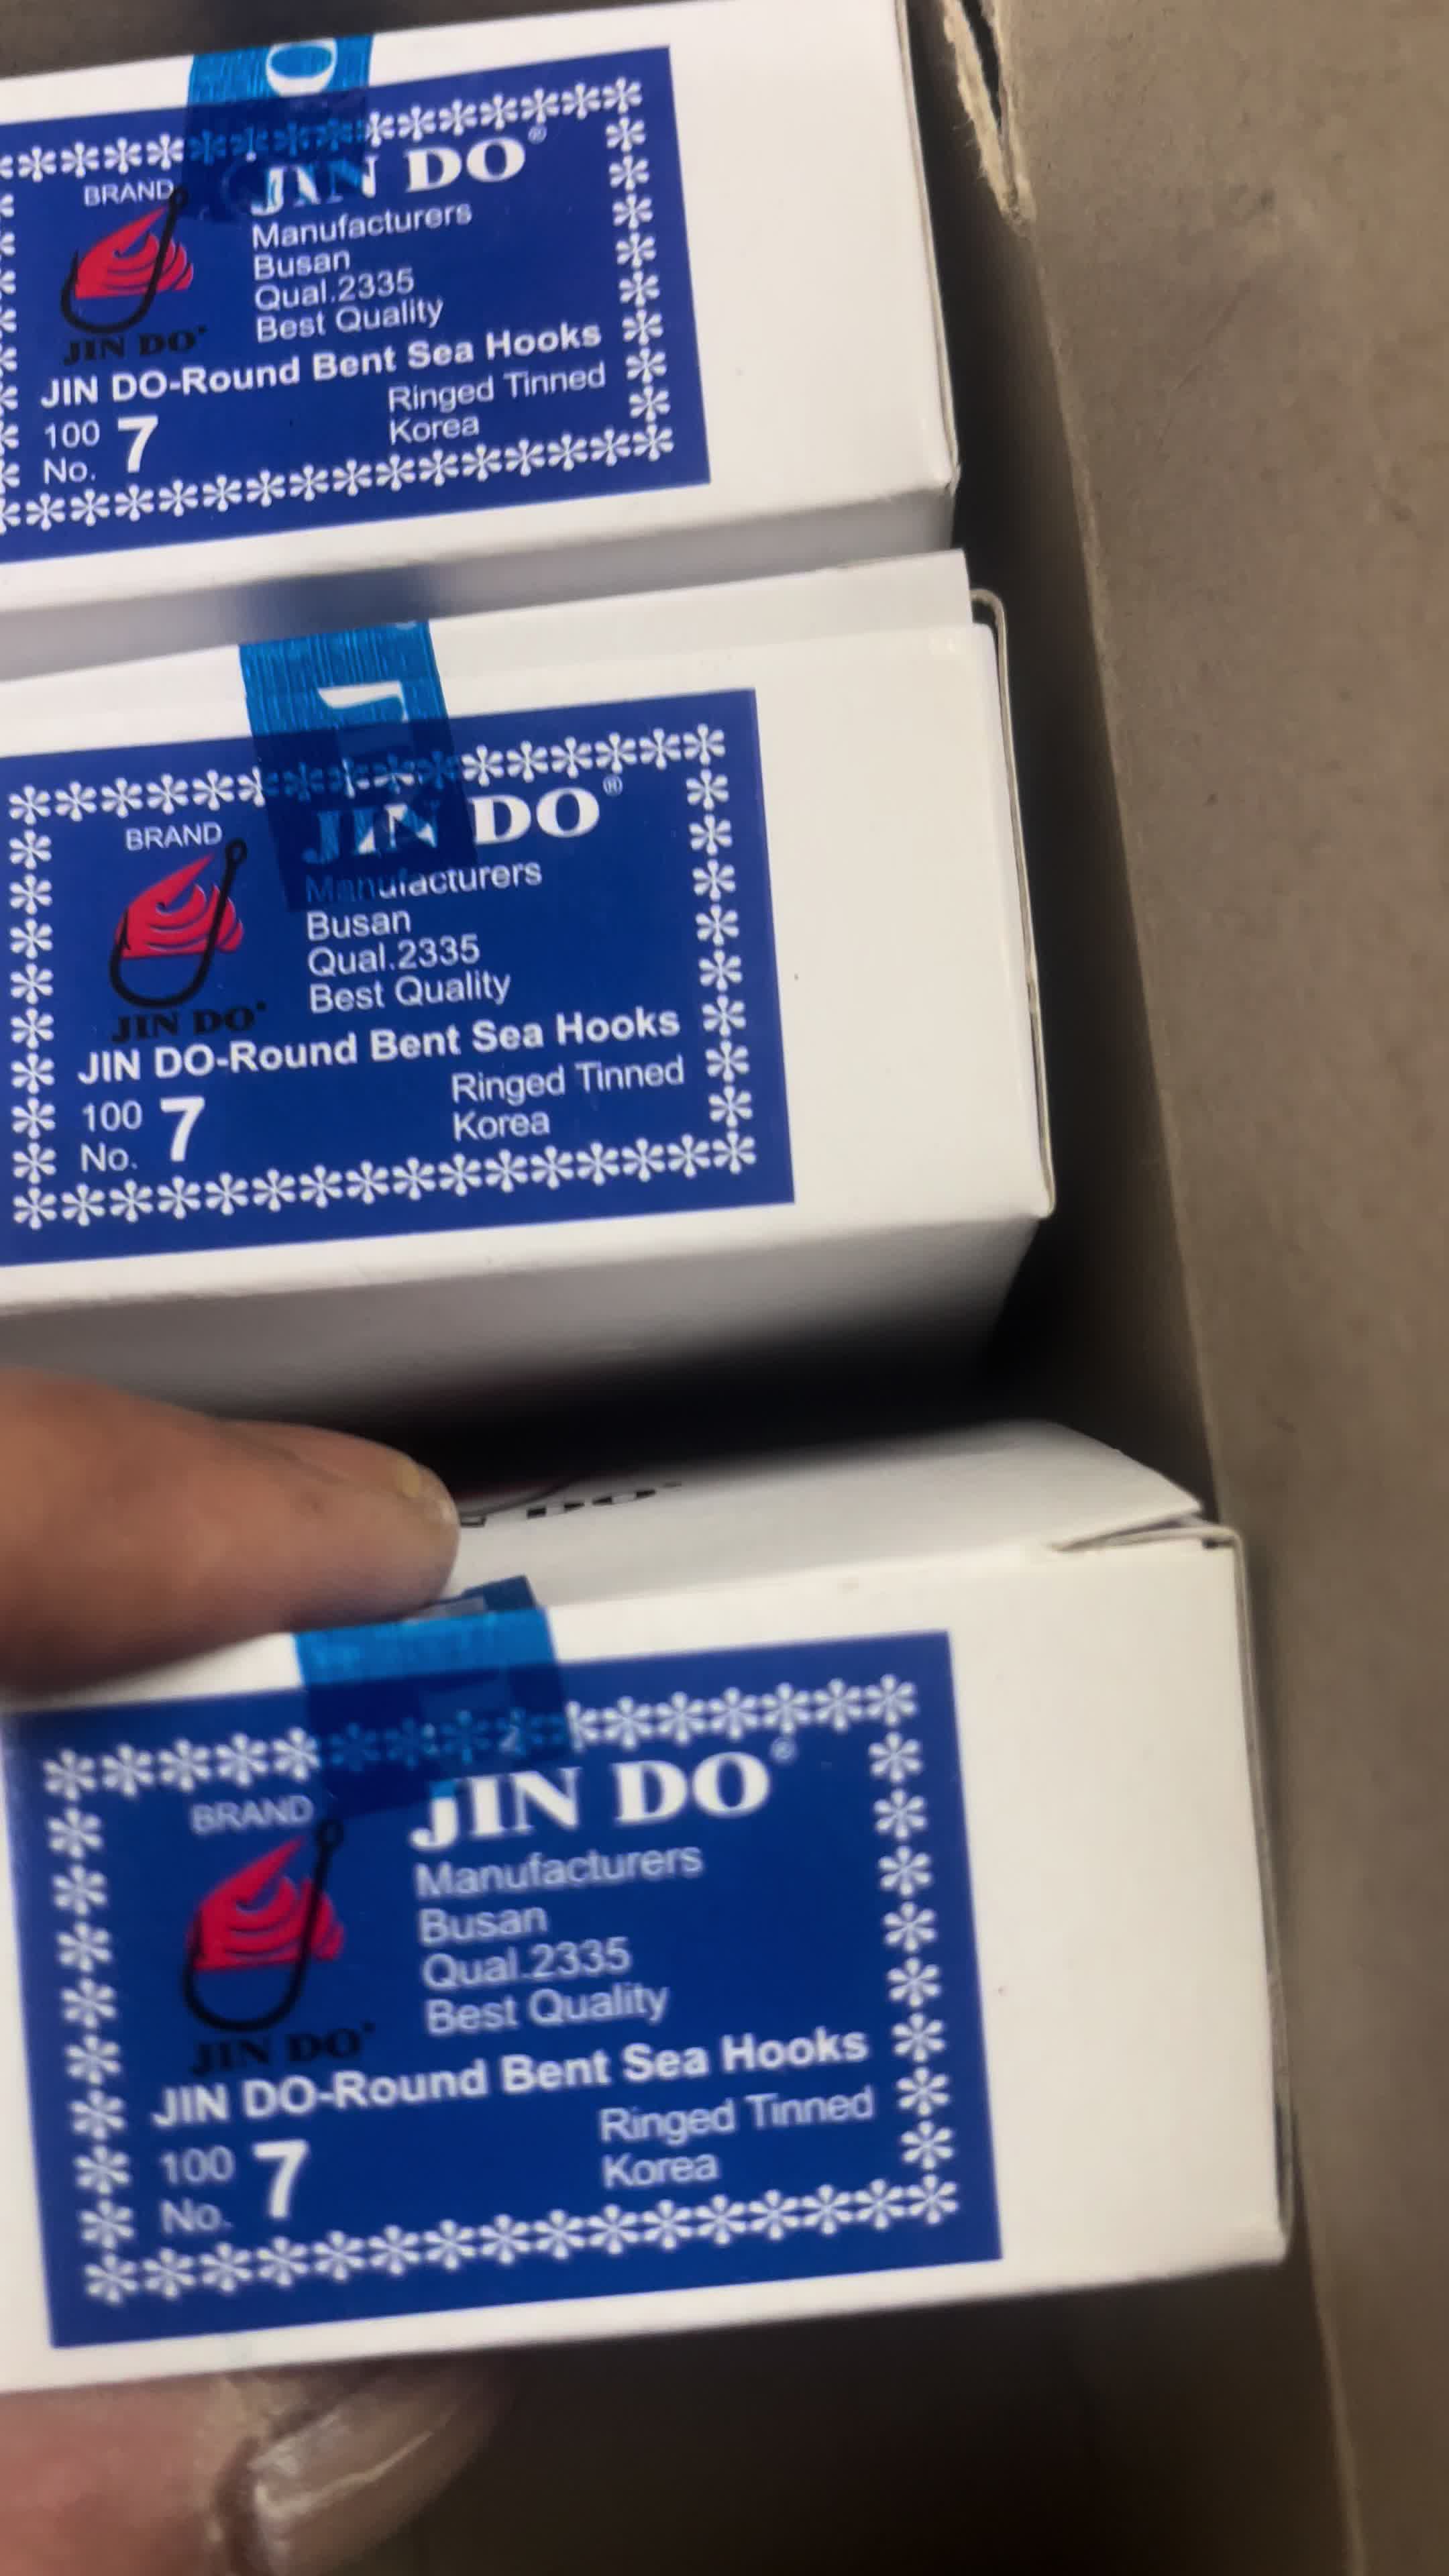 BRAND
JIN DO®
Manufacturers
Busan
Qual.2335
Best Quality
JIN DO
JIN DO-Round Bent Sea Hooks
100
No. 7
Ringed Tinned
Korea
BRAND
JIN DO®
Manufacturers
Busan
Qual.2335
Best Quality
JIN DO
JIN DO-Round Bent Sea Hooks
100
No. 7
Ringed Tinned
Korea
BRAND
JIN DO®
Manufacturers
Busan
Qual.2335
Best Quality
JIN DO
JIN DO-Round Bent Sea Hooks
100
No. 7
Ringed Tinned
Korea